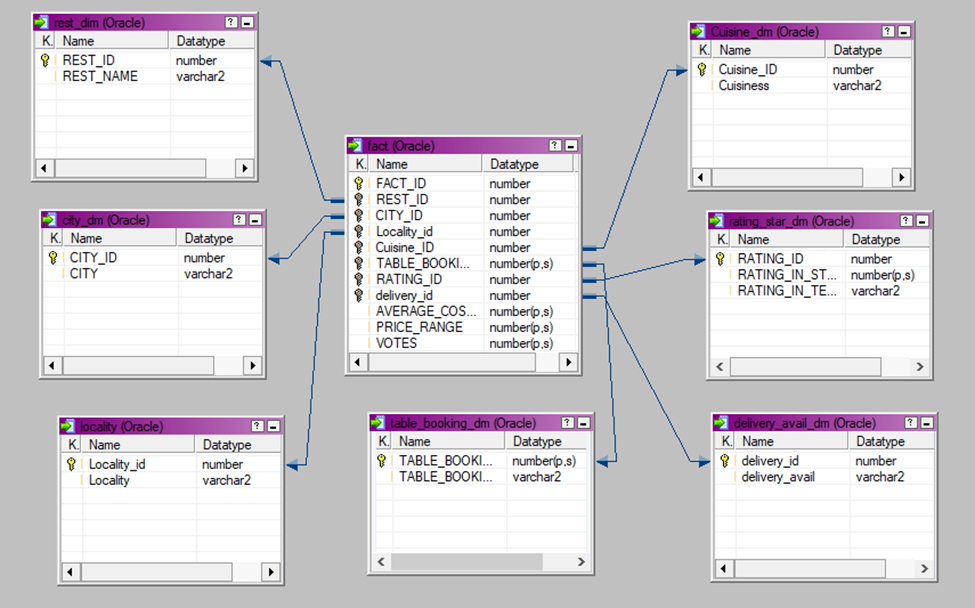 rest_dim (Oracle) ? -
K. Name Datatype
REST_ID number
REST_NAME varchar2
Cuisine_dm (Oracle) ? -
K. Name Datatype
Cuisine_ID number
Cuisiness varchar2
fact (Oracle) ? -
K. Name Datatype
FACT_ID number
REST_ID number
CITY_ID number
Locality_id number
Cuisine_ID number
TABLE_BOOKI... number(p,s)
RATING_ID number
delivery_id number
AVERAGE_COS... number(p,s)
PRICE_RANGE number(p,s)
VOTES number(p,s)
city_dm (Oracle) ? -
K. Name Datatype
CITY_ID number
CITY varchar2
rating_star_dm (Oracle) ? -
K. Name Datatype
RATING_ID number
RATING_IN_ST... number(p,s)
RATING_IN_TE... varchar2
locality (Oracle) ? -
K. Name Datatype
Locality_id number
Locality varchar2
table_booking_dm (Oracle) ? -
K. Name Datatype
TABLE_BOOKI... number(p,s)
TABLE_BOOKI... varchar2
delivery_avail_dm (Oracle) ? -
K. Name Datatype
delivery_id number
delivery_avail varchar2